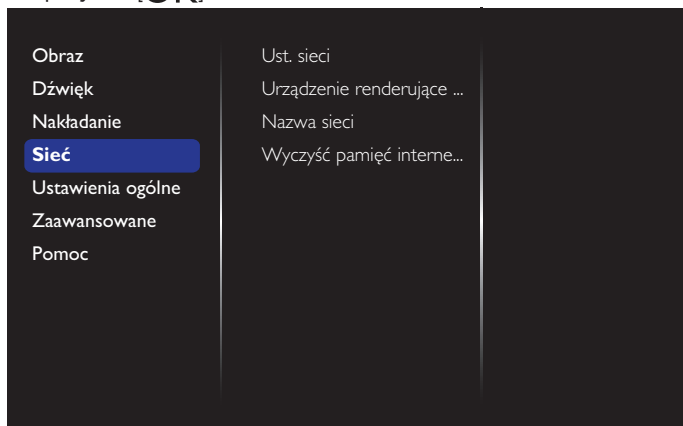 Obraz
Dźwięk
Nakładanie
Sieć
Ustawienia ogólne
Zaawansowane
Pomoc
Ust. sieci
Urządzenie renderujące ...
Nazwa sieci
Wyczyść pamięć interne...